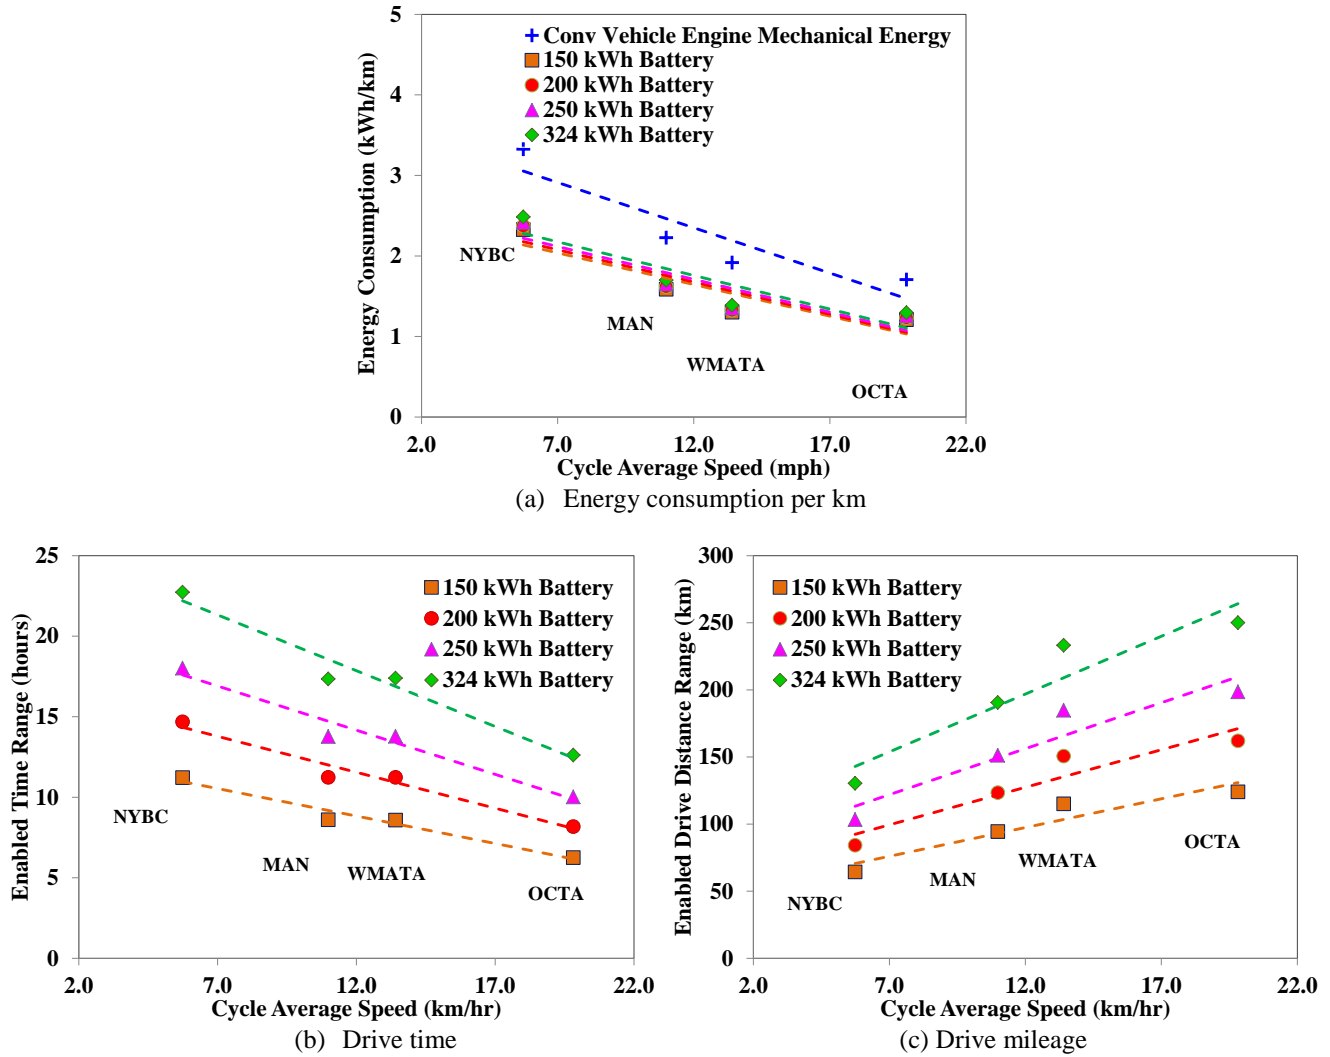 5
Conv Vehicle Engine Mechanical Energy
150 kWh Battery
4
200 kWh Battery
250 kWh Battery
324 kWh Battery
3
2
NYBC
MAN
1
WMATA
OCTA
0
2.0 7.0 12.0 17.0 22.0
Energy Consumption (kWh/km)
Cycle Average Speed (mph)
(a) Energy consumption per km
25
150 kWh Battery
200 kWh Battery
20
250 kWh Battery
324 kWh Battery
15
10
NYBC
MAN
WMATA
5
OCTA
0
2.0 7.0 12.0 17.0 22.0
Enabled Time Range (hours)
Cycle Average Speed (km/hr)
(b) Drive time
300
150 kWh Battery
200 kWh Battery
250
250 kWh Battery
324 kWh Battery
200
150
100
OCTA
WMATA
MAN
50
NYBC
0
2.0 7.0 12.0 17.0 22.0
Enabled Drive Distance Range (km)
Cycle Average Speed (km/hr)
(c) Drive mileage